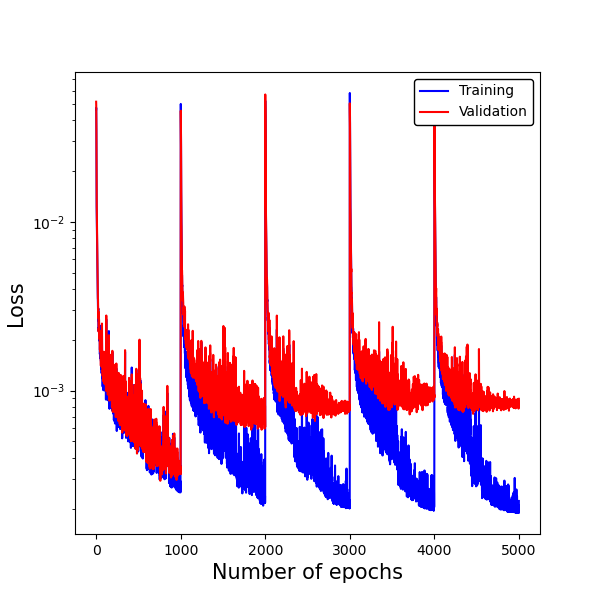 Training
Validation
10⁻²
10⁻³
Loss
0 1000 2000 3000 4000 5000
Number of epochs